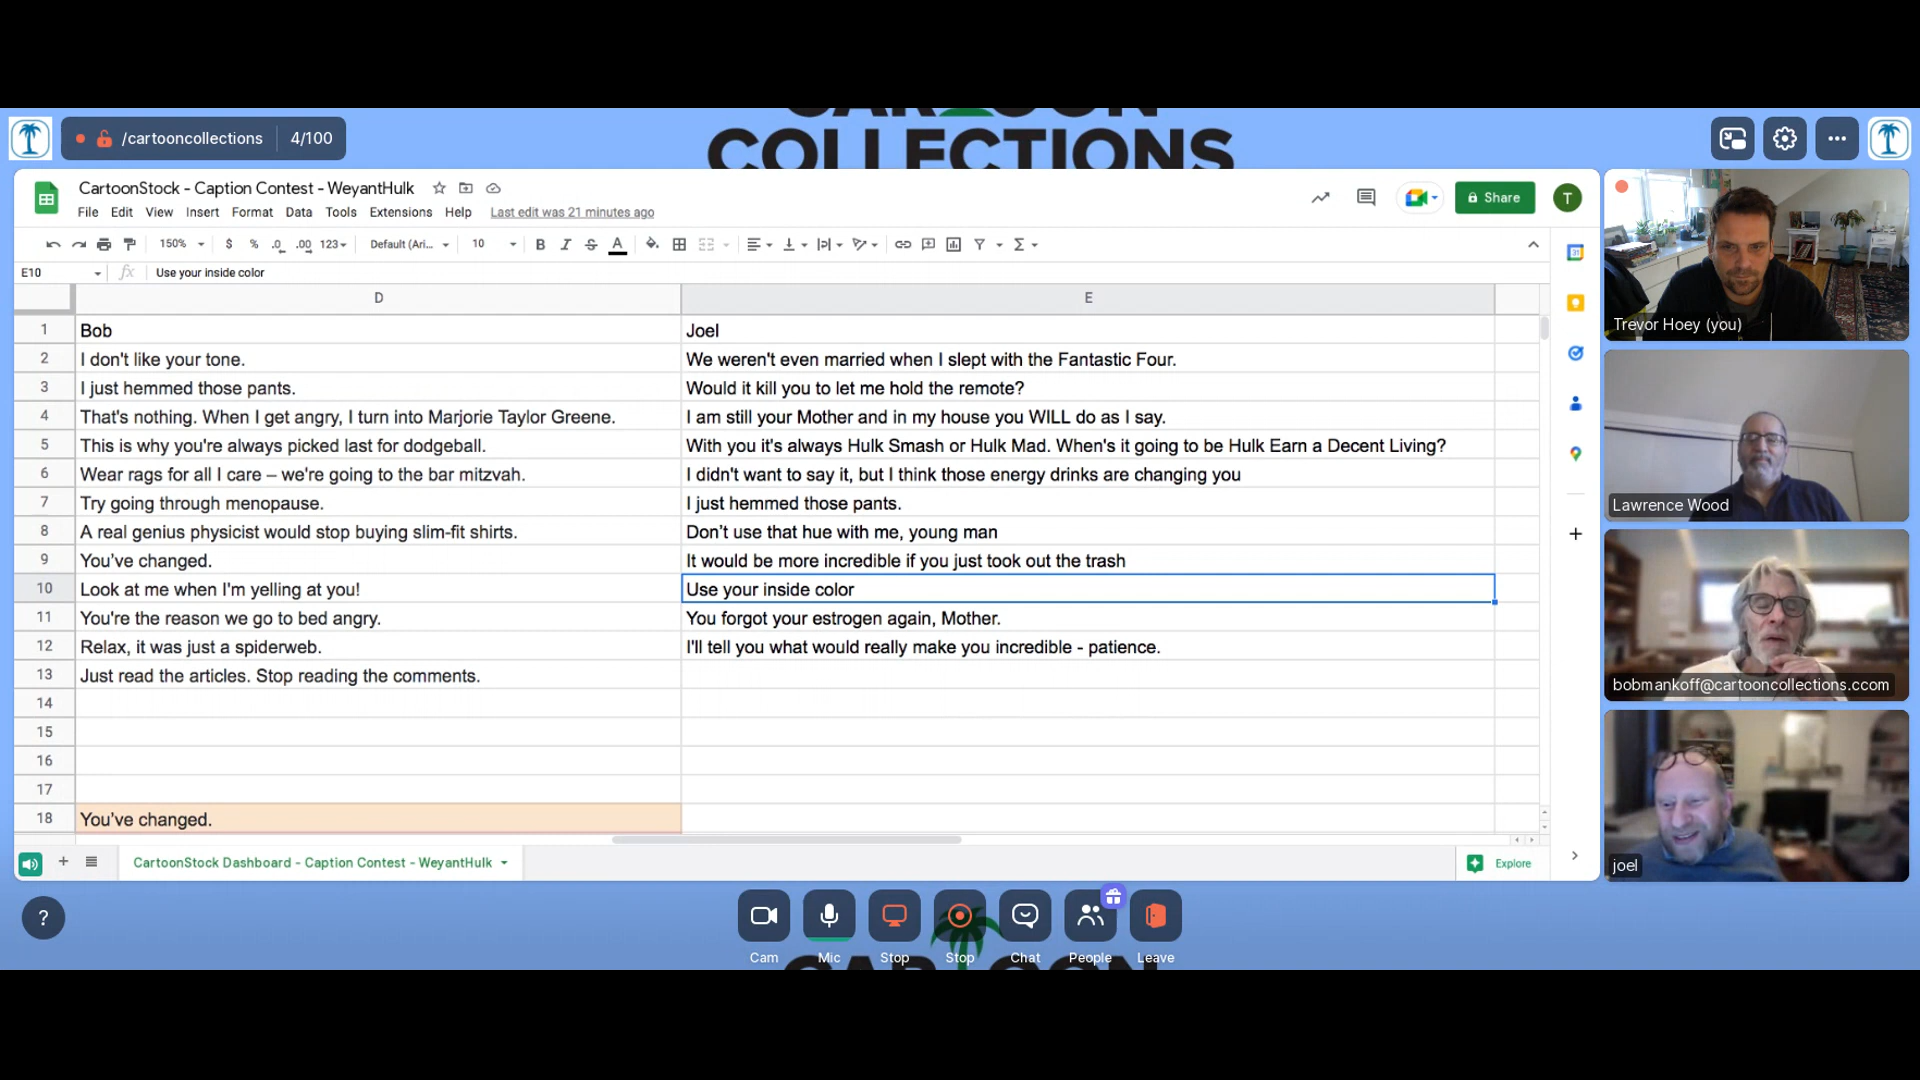 CARTOON
COLLECTIONS
/cartooncollections 4/100
CartoonStock - Caption Contest - WeyantHulk
File Edit View Insert Format Data Tools Extensions Help Last edit was 21 minutes ago
Share
T
150% $ % .0 .00 123 Default (Ari... 10 B I S A
E10 fx Use your inside color
D E
1 Bob Joel
2 I don't like your tone. We weren't even married when I slept with the Fantastic Four.
3 I just hemmed those pants. Would it kill you to let me hold the remote?
4 That's nothing. When I get angry, I turn into Marjorie Taylor Greene. I am still your Mother and in my house you WILL do as I say.
5 This is why you're always picked last for dodgeball. With you it's always Hulk Smash or Hulk Mad. When's it going to be Hulk Earn a Decent Living?
6 Wear rags for all I care – we're going to the bar mitzvah. I didn't want to say it, but I think those energy drinks are changing you
7 Try going through menopause. I just hemmed those pants.
8 A real genius physicist would stop buying slim-fit shirts. Don’t use that hue with me, young man
9 You’ve changed. It would be more incredible if you just took out the trash
10 Look at me when I'm yelling at you! Use your inside color
11 You're the reason we go to bed angry. You forgot your estrogen again, Mother.
12 Relax, it was just a spiderweb. I'll tell you what would really make you incredible - patience.
13 Just read the articles. Stop reading the comments.
14
15
16
17
18 You’ve changed.
CartoonStock Dashboard - Caption Contest - WeyantHulk
Explore
31
Trevor Hoey (you)
Lawrence Wood
bobmankoff@cartooncollections.ccom
joel
?
Cam Mic Stop Stop Chat People Leave
CARTOON